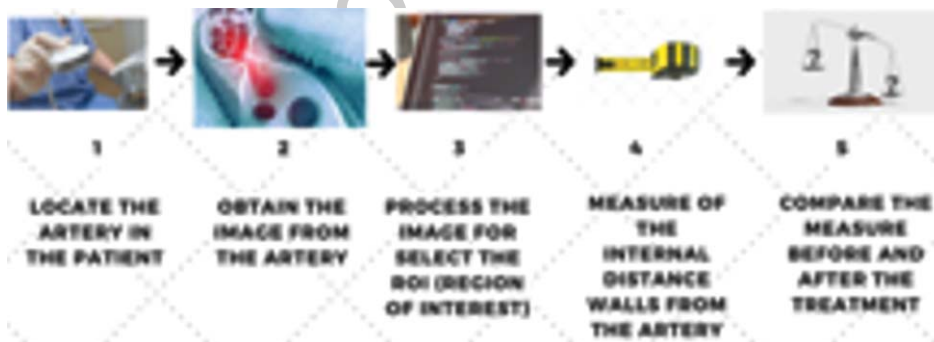 1
LOCATE THE
ARTERY IN
THE PATIENT
2
OBTAIN THE
IMAGE FROM
THE ARTERY
3
PROCESS THE
IMAGE FOR
SELECT THE
ROI (REGION
OF INTEREST)
4
MEASURE OF
THE
INTERNAL
DISTANCE
WALLS FROM
THE ARTERY
5
COMPARE THE
MEASURE
BEFORE AND
AFTER THE
TREATMENT